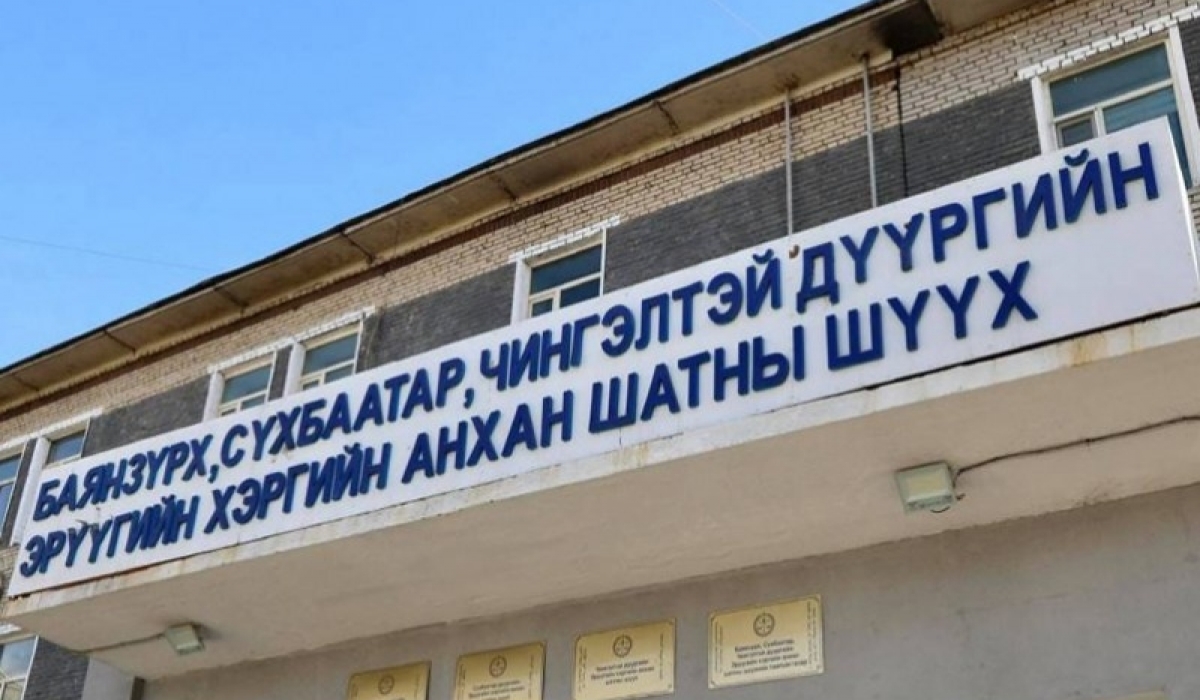 БАЯНЗҮРХ, СҮХБААТАР, ЧИНГЭЛТЭЙ ДҮҮРГИЙН
ЭРҮҮГИЙН ХЭРГИЙН АНХАН ШАТНЫ ШҮҮХ